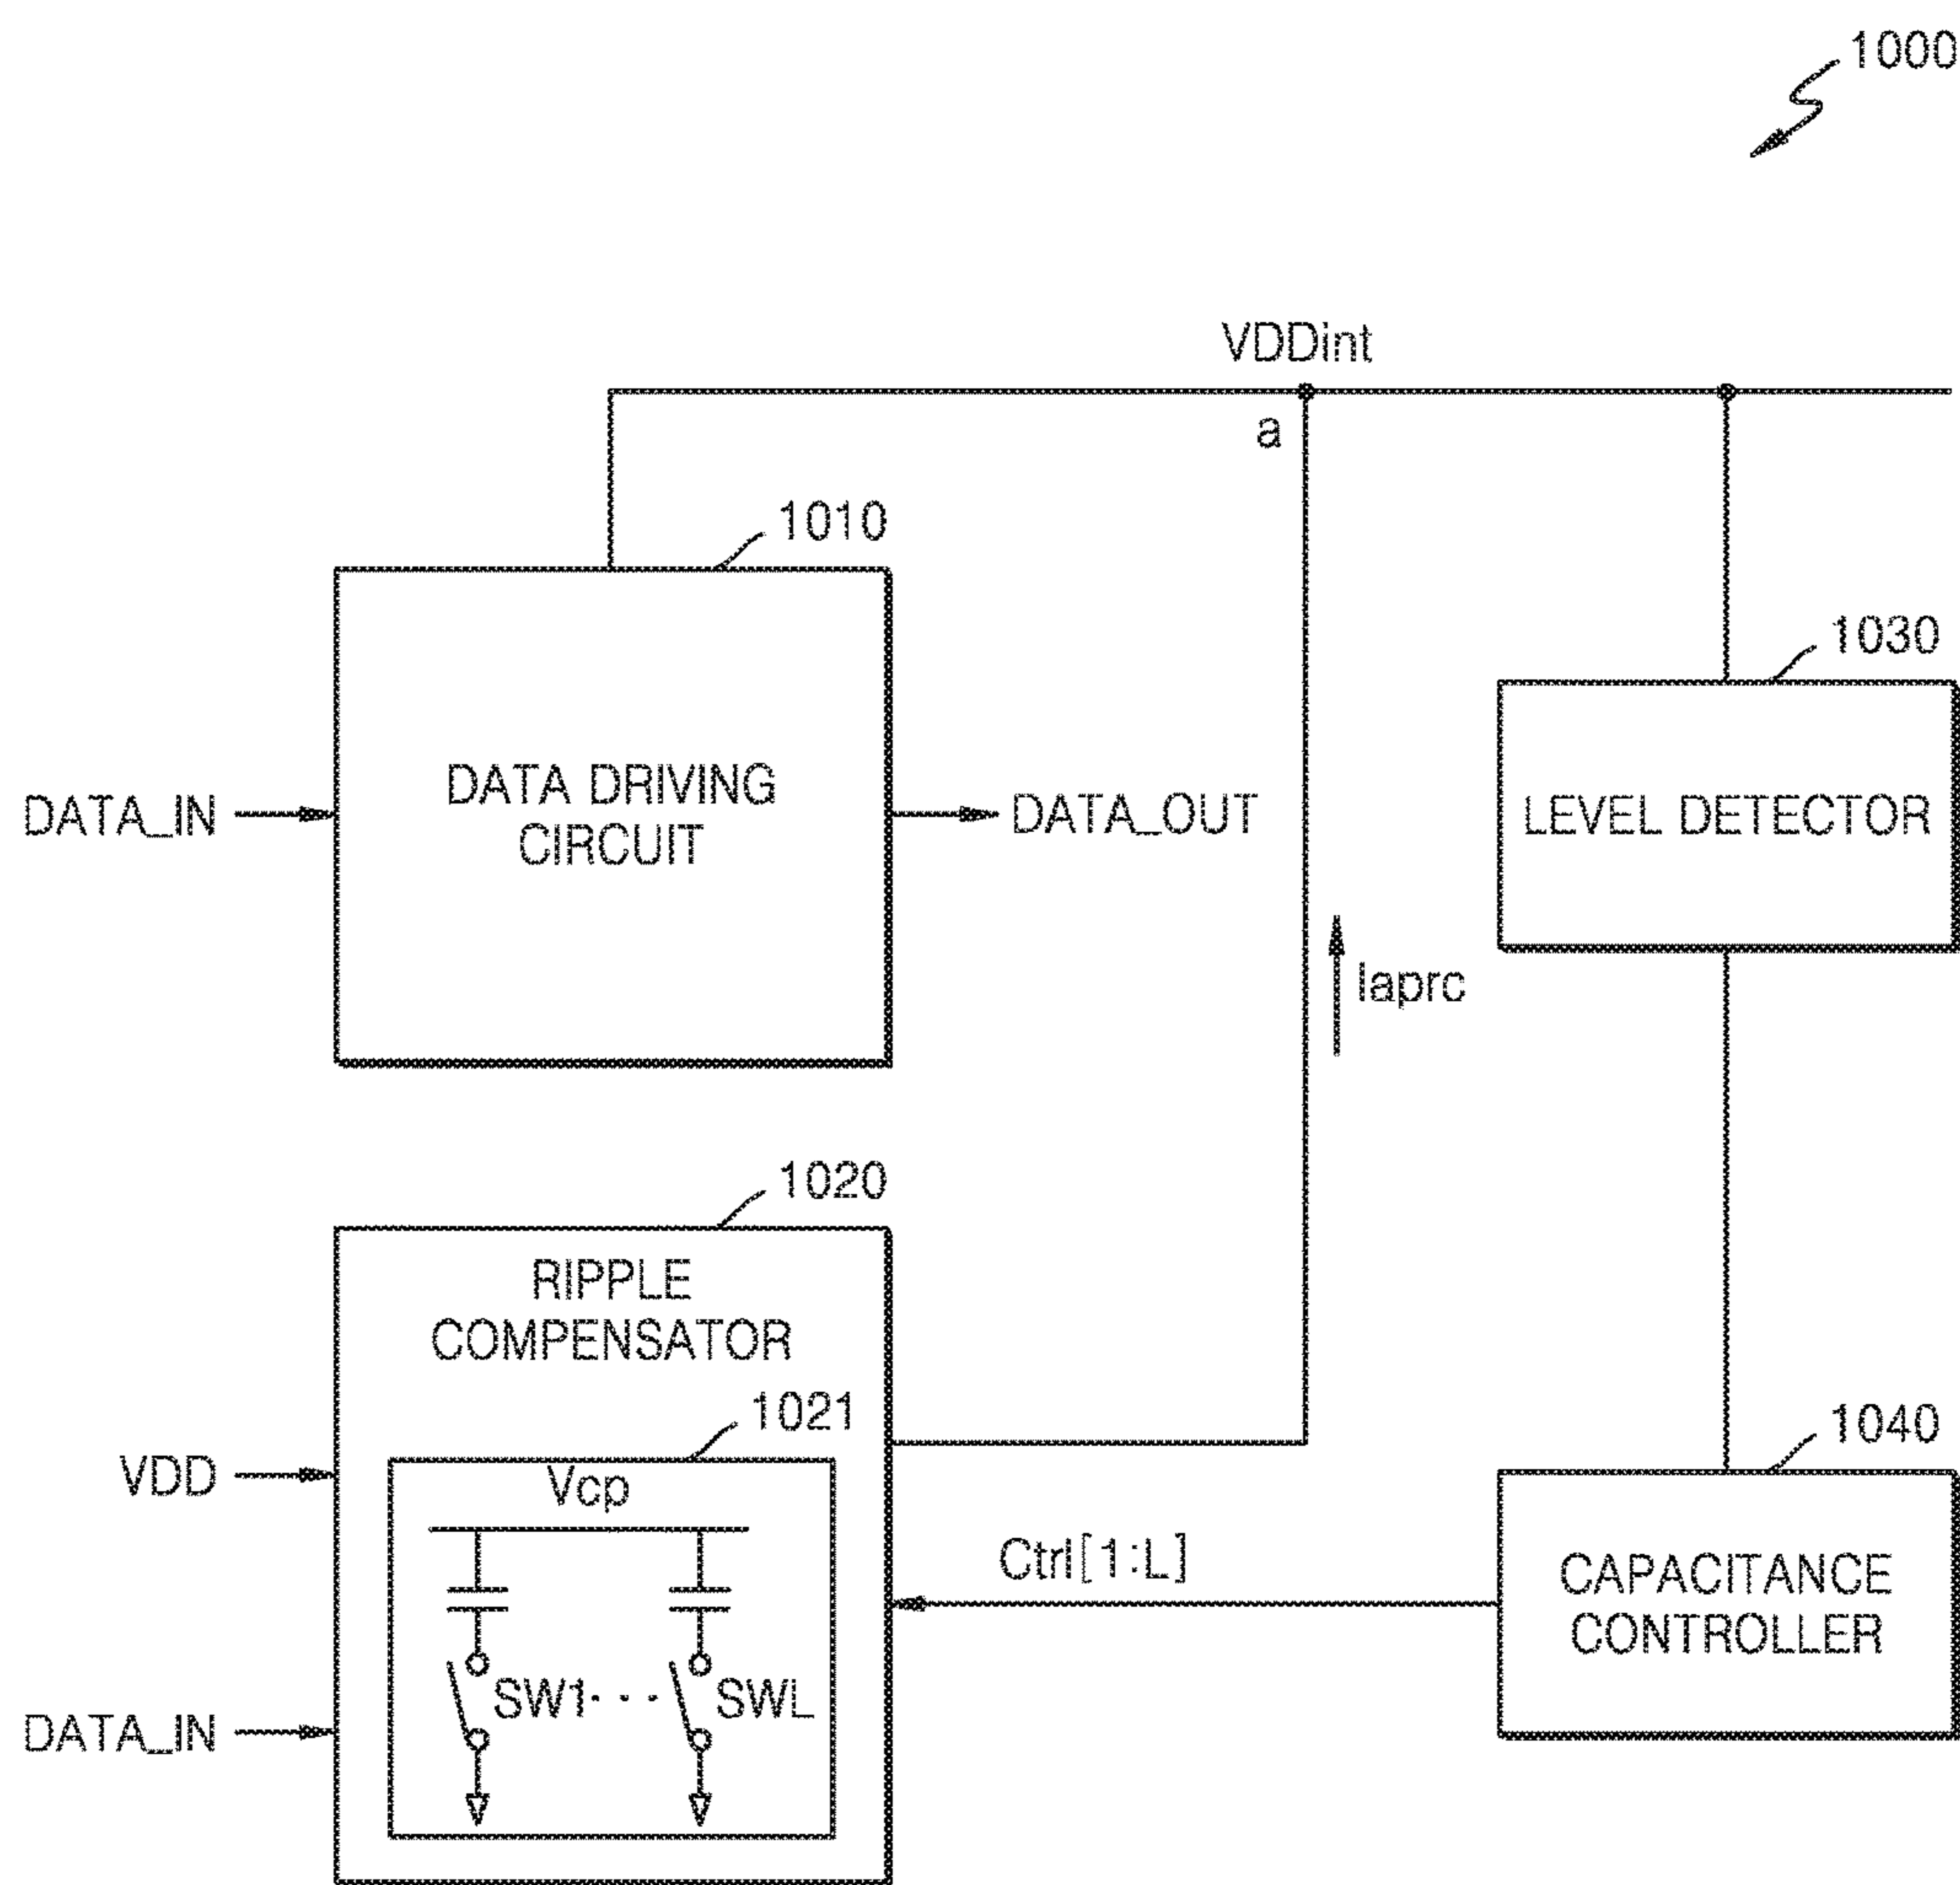 1000
VDDint
a
1010
1030
DATA DRIVING
CIRCUIT
DATA_IN
DATA_OUT
LEVEL DETECTOR
Iaprc
1020
RIPPLE
COMPENSATOR
1021
1040
VDD
Vcp
Ctrl[1:L]
CAPACITANCE
CONTROLLER
SW1 · · · SWL
DATA_IN